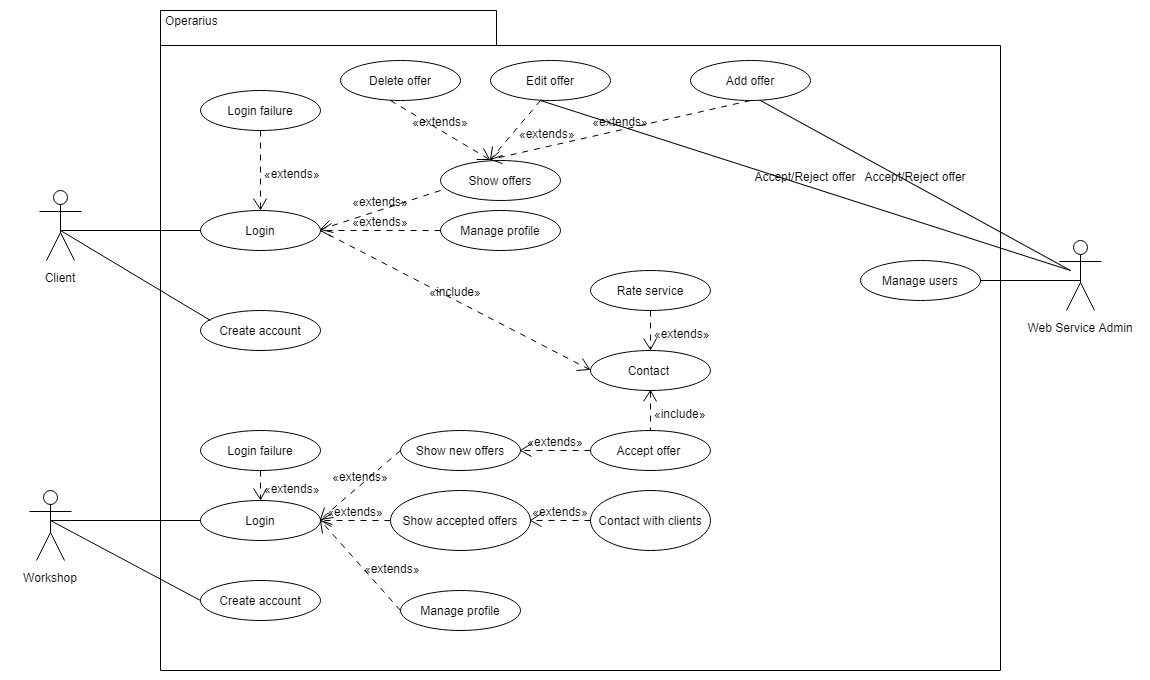 Operarius
Delete offer
Edit offer
Add offer
Login failure
«extends»
«extends»
«extends»
«extends»
Show offers
Accept/Reject offer
Accept/Reject offer
«extends»
«extends»
Login
Manage profile
Client
Manage users
Rate service
«include»
Web Service Admin
Create account
«extends»
Contact
«include»
Login failure
Show new offers
«extends»
Accept offer
«extends»
«extends»
Login
«extends»
Show accepted offers
«extends»
Contact with clients
«extends»
Workshop
Create account
Manage profile